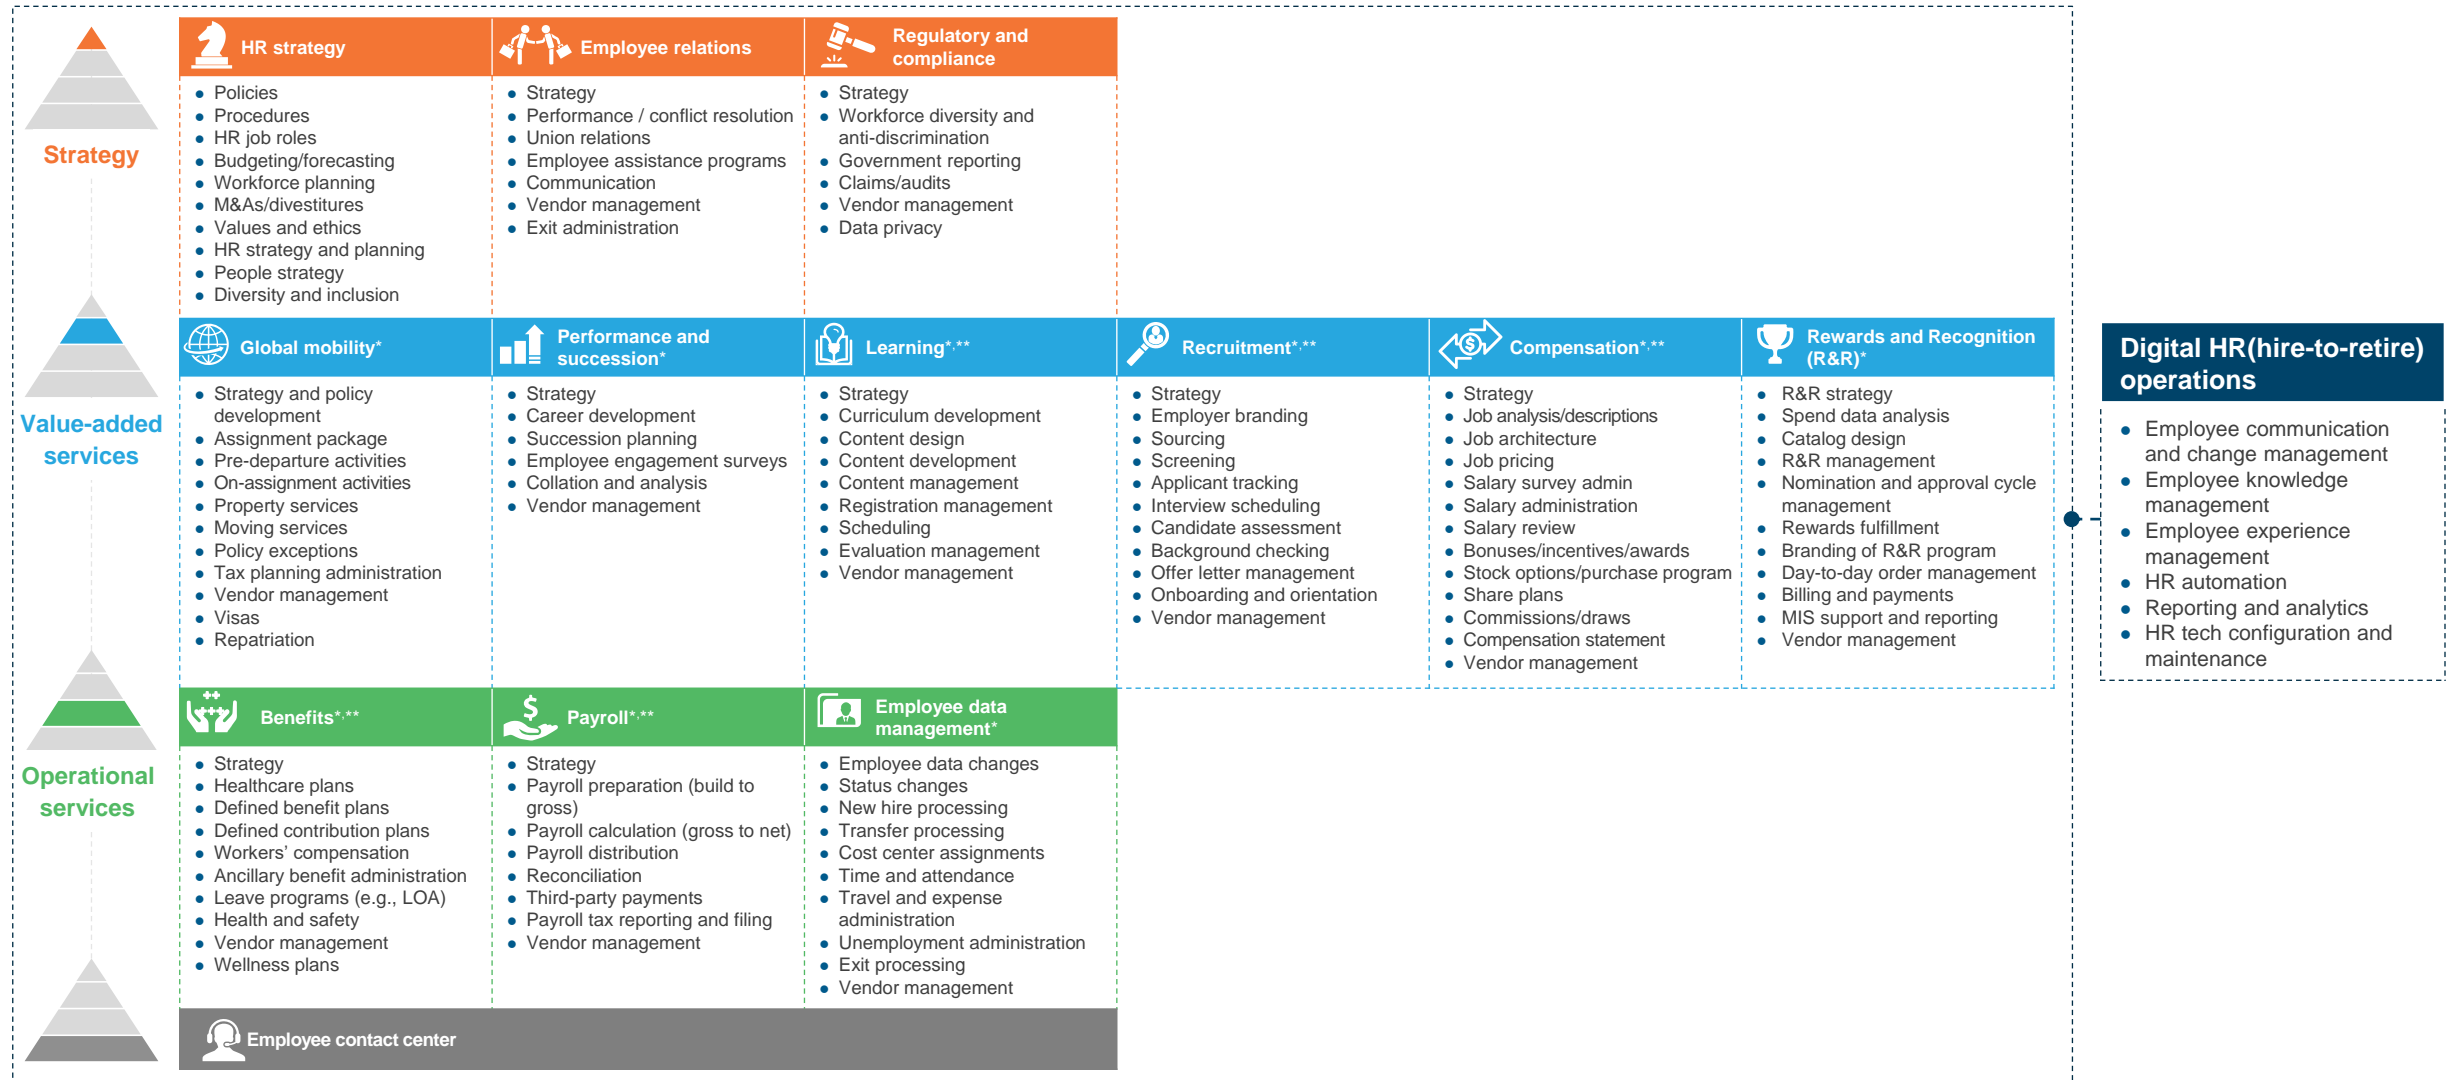 Strategy
HR strategy
• Policies
• Procedures
• HR job roles
• Budgeting/forecasting
• Workforce planning
• M&As/divestitures
• Values and ethics
• HR strategy and planning
• People strategy
• Diversity and inclusion
Employee relations
• Strategy
• Performance / conflict resolution
• Union relations
• Employee assistance programs
• Communication
• Vendor management
• Exit administration
Regulatory and
compliance
• Strategy
• Workforce diversity and
anti-discrimination
• Government reporting
• Claims/audits
• Vendor management
• Data privacy
Value-added
services
Global mobility*
• Strategy and policy
development
• Assignment package
• Pre-departure activities
• On-assignment activities
• Property services
• Moving services
• Policy exceptions
• Tax planning administration
• Vendor management
• Visas
• Repatriation
Performance and
succession*
• Strategy
• Career development
• Succession planning
• Employee engagement surveys
• Collation and analysis
• Vendor management
Learning*,**
• Strategy
• Curriculum development
• Content design
• Content development
• Content management
• Registration management
• Scheduling
• Evaluation management
• Vendor management
Recruitment*,**
• Strategy
• Employer branding
• Sourcing
• Screening
• Applicant tracking
• Interview scheduling
• Candidate assessment
• Background checking
• Offer letter management
• Onboarding and orientation
• Vendor management
Compensation*,**
• Strategy
• Job analysis/descriptions
• Job architecture
• Job pricing
• Salary survey admin
• Salary administration
• Salary review
• Bonuses/incentives/awards
• Stock options/purchase program
• Share plans
• Commissions/draws
• Compensation statement
• Vendor management
Rewards and Recognition
(R&R)*
• R&R strategy
• Spend data analysis
• Catalog design
• R&R management
• Nomination and approval cycle
management
• Rewards fulfillment
• Branding of R&R program
• Day-to-day order management
• Billing and payments
• MIS support and reporting
• Vendor management
Operational
services
Benefits*,**
• Strategy
• Healthcare plans
• Defined benefit plans
• Defined contribution plans
• Workers’ compensation
• Ancillary benefit administration
• Leave programs (e.g., LOA)
• Health and safety
• Vendor management
• Wellness plans
Payroll*,**
• Strategy
• Payroll preparation (build to
gross)
• Payroll calculation (gross to net)
• Payroll distribution
• Reconciliation
• Third-party payments
• Payroll tax reporting and filing
• Vendor management
Employee data
management*
• Employee data changes
• Status changes
• New hire processing
• Transfer processing
• Cost center assignments
• Time and attendance
• Travel and expense
administration
• Unemployment administration
• Exit processing
• Vendor management
Employee contact center
Digital HR(hire-to-retire)
operations
• Employee communication
and change management
• Employee knowledge
management
• Employee experience
management
• HR automation
• Reporting and analytics
• HR tech configuration and
maintenance